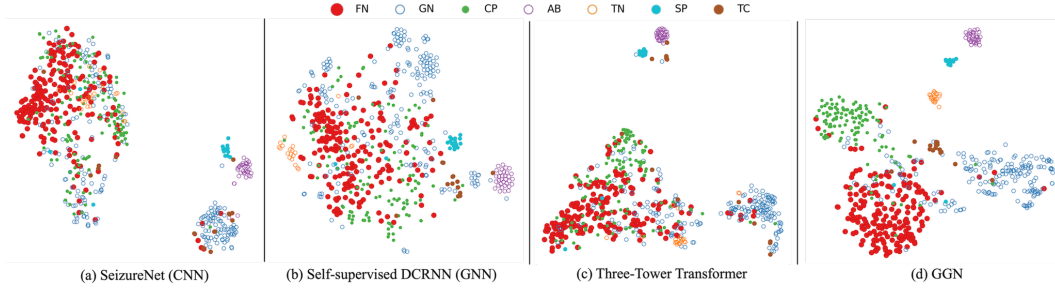 FN GN CP AB TN SP TC
(a) SeizureNet (CNN) (b) Self-supervised DCRNN (GNN) (c) Three-Tower Transformer (d) GGN